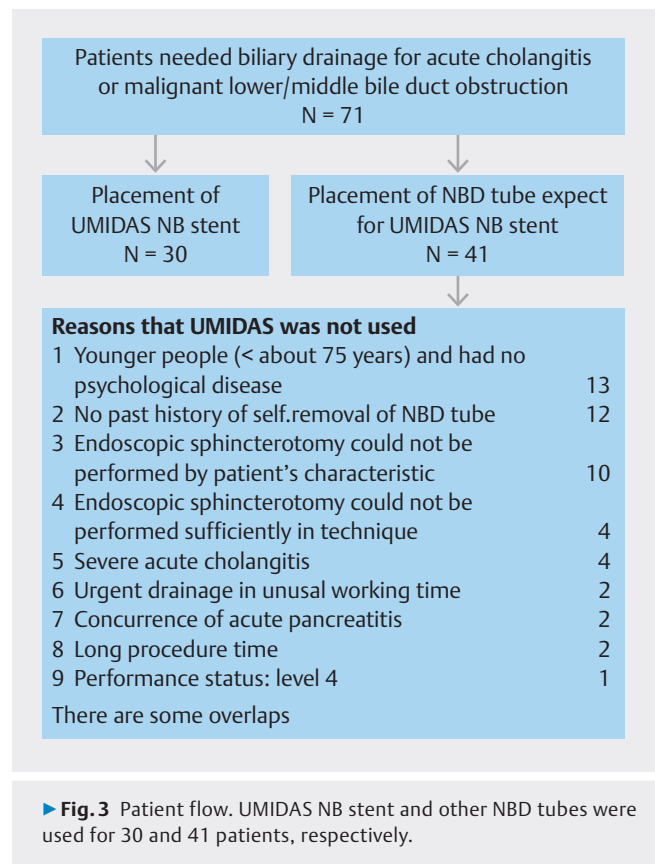 Patients needed biliary drainage for acute cholangitis
or malignant lower/middle bile duct obstruction
N = 71
Placement of
UMIDAS NB stent
N = 30
Placement of NBD tube expect
for UMIDAS NB stent
N = 41
Reasons that UMIDAS was not used
1 Younger people (< about 75 years) and had no
psychological disease 13
2 No past history of self.removal of NBD tube 12
3 Endoscopic sphincterotomy could not be
performed by patient's characteristic 10
4 Endoscopic sphincterotomy could not be
performed sufficiently in technique 4
5 Severe acute cholangitis 4
6 Urgent drainage in unusal working time 2
7 Concurrence of acute pancreatitis 2
8 Long procedure time 2
9 Performance status: level 4 1
There are some overlaps
▶ Fig. 3 Patient flow. UMIDAS NB stent and other NBD tubes were
used for 30 and 41 patients, respectively.